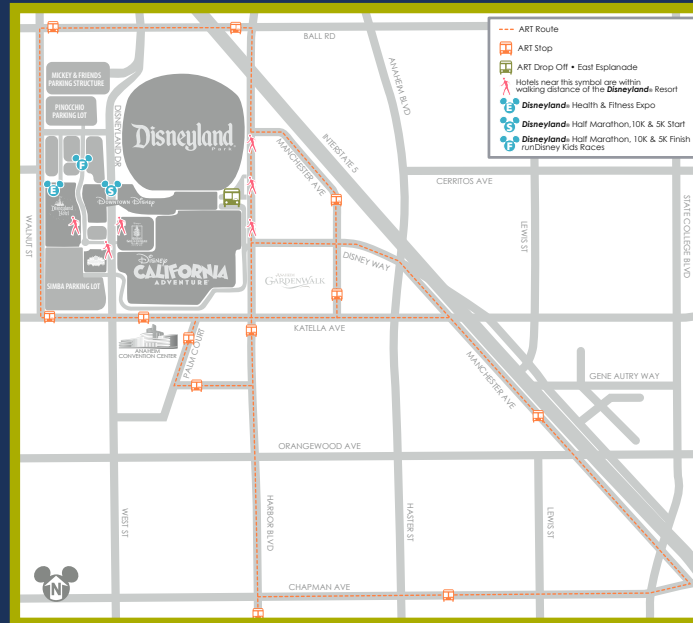 ART Route
ART Stop
ART Drop Off • East Esplanade
Hotels near this symbol are within
walking distance of the Disneyland® Resort
E
Disneyland® Health & Fitness Expo
S
Disneyland® Half Marathon,10K & 5K Start
F
Disneyland® Half Marathon, 10K & 5K Finish
runDisney Kids Races
BALL RD
ANAHEIM BLVD
MICKEY & FRIENDS
PARKING STRUCTURE
PINOCCHIO
PARKING LOT
DISNEYLAND DR
Disneyland
Park
INTERSTATE 5
MANCHESTER AVE
CERRITOS AVE
F
E
S
Disneyland
Hotel
DOWNTOWN DISNEY
WALNUT ST
LEWIS ST
STATE COLLEGE BLVD
DISNEY WAY
Disney
CALIFORNIA
ADVENTURE
ANAHEIM
GARDENWALK
SIMBA PARKING LOT
KATELLA AVE
ANAHEIM
CONVENTION CENTER
PALM COURT
MANCHESTER AVE
GENE AUTRY WAY
ORANGEWOOD AVE
WEST ST
HARBOR BLVD
HASTER ST
LEWIS ST
CHAPMAN AVE
N